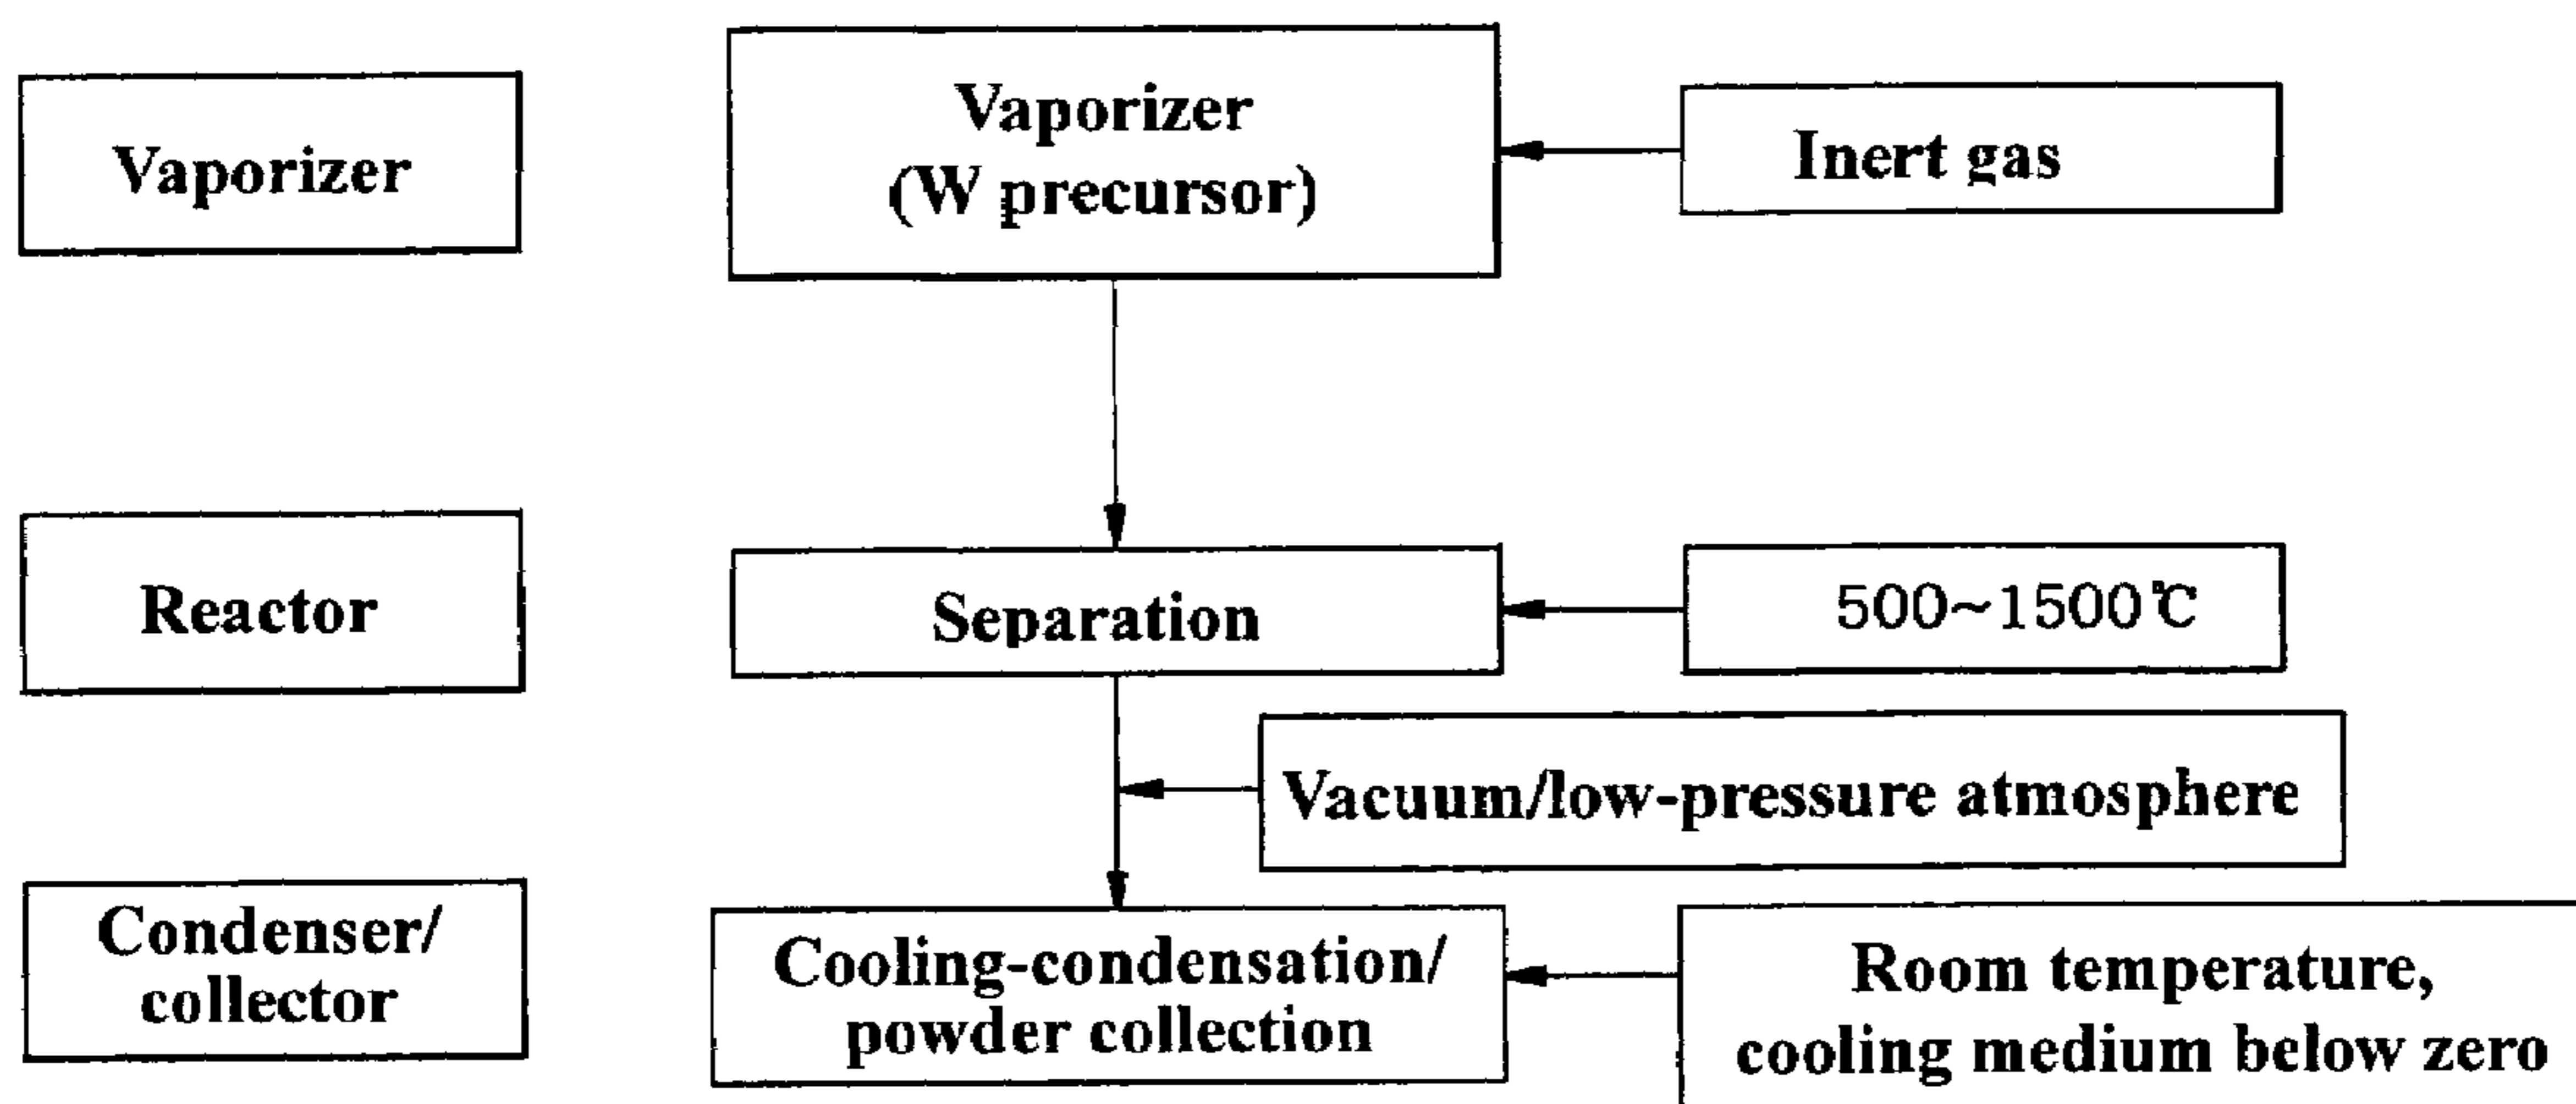 Vaporizer
Vaporizer
(W precursor)
Inert gas
Reactor
Separation
500~1500℃
Vacuum/low-pressure atmosphere
Condenser/
collector
Cooling-condensation/
powder collection
Room temperature,
cooling medium below zero